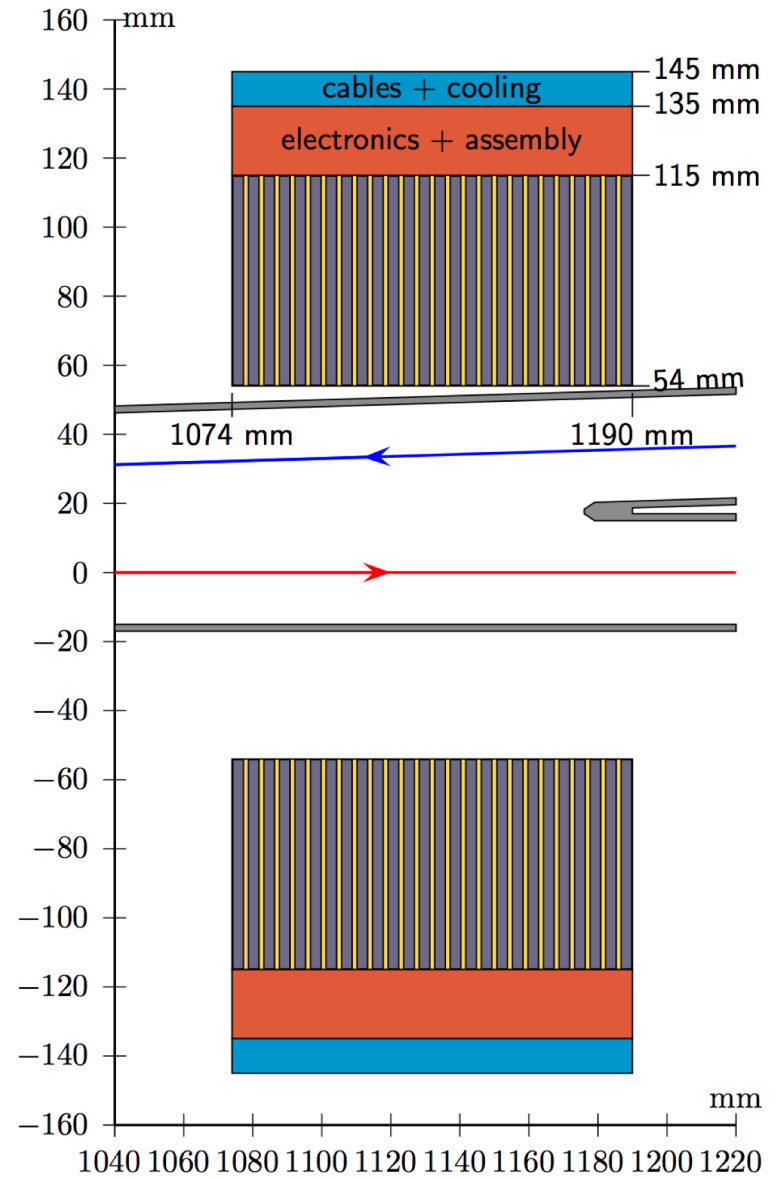 160 mm
145 mm
140
cables + cooling
135 mm
electronics + assembly
120
115 mm
100
80
60
54 mm
40
1074 mm
1190 mm
20
0
−20
−40
−60
−80
−100
−120
−140
mm
−160
1040 1060 1080 1100 1120 1140 1160 1180 1200 1220